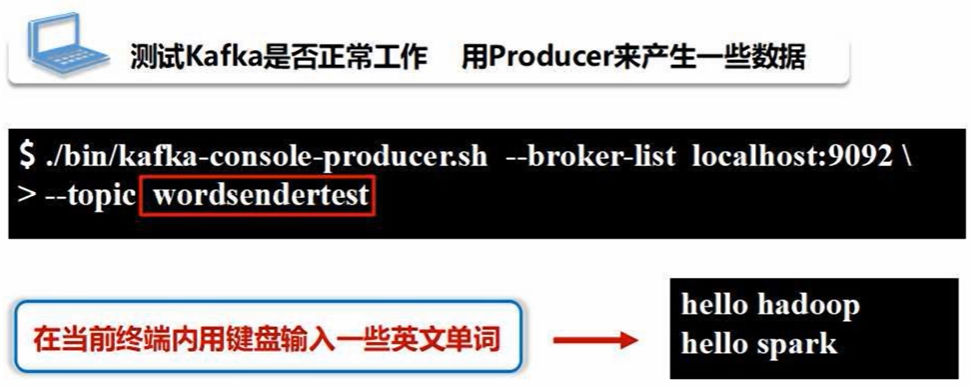 测试Kafka是否正常工作 用Producer来产生一些数据
$ ./bin/kafka-console-producer.sh --broker-list localhost:9092 \
> --topic wordsendertest
在当前终端内用键盘输入一些英文单词
hello hadoop
hello spark